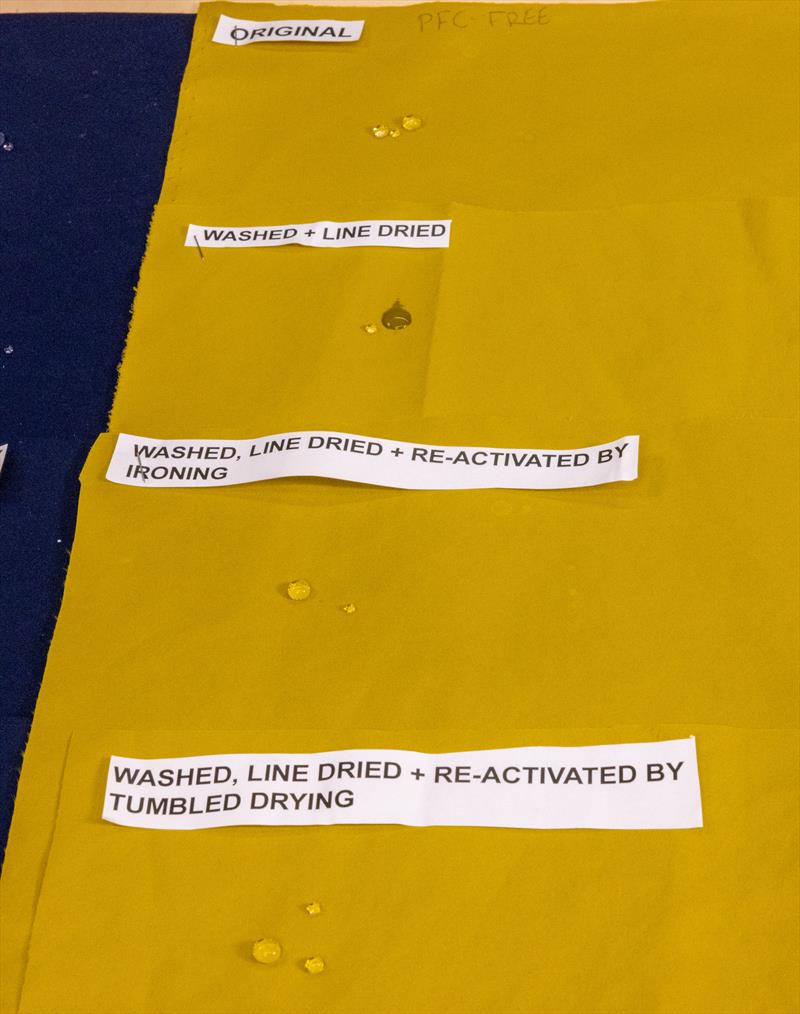 ORIGINAL
PFC-FREE
WASHED + LINE DRIED
WASHED, LINE DRIED + RE-ACTIVATED BY
IRONING
WASHED, LINE DRIED + RE-ACTIVATED BY
TUMBLED DRYING